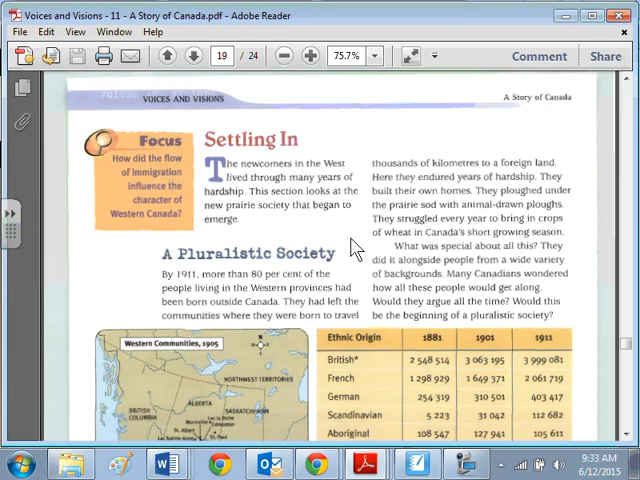 Voices and Visions - 11 - A Story of Canada.pdf - Adobe Reader
File Edit View Window Help
19 / 24
75.7%
Comment
Share
VOICES AND VISIONS
A Story of Canada
Focus
How did the flow
of immigration
influence the
character of
Western Canada?
Settling In
The newcomers in the West
lived through many years of
hardship. This section looks at the
new prairie society that began to
emerge.
A Pluralistic Society
By 1911, more than 80 per cent of the
people living in the Western provinces had
been born outside Canada. They had left the
communities where they were born to travel
thousands of kilometres to a foreign land.
Here they endured years of hardship. They
built their own homes. They ploughed under
the prairie sod with animal-drawn ploughs.
They struggled every year to bring in crops
of wheat in Canada's short growing season.
What was special about all this? They
did it alongside people from a wide variety
of backgrounds. Many Canadians wondered
how all these people would get along.
Would they argue all the time? Would this
be the beginning of a pluralistic society?
Western Communities, 1905
N
NORTHWEST TERRITORIES
BRITISH
COLUMBIA
ALBERTA
SASKATCHEWAN
Lac la Biche
Morinville Edmonton
St. Albert
St. Paul
Lac Sainte-Anne
Ethnic Origin 1881 1901 1911
British* 2 548 514 3 063 195 3 999 081
French 1 298 929 1 649 371 2 061 719
German 254 319 310 501 403 417
Scandinavian 5 223 31 042 112 682
Aboriginal 108 547 127 941 105 611
9:33 AM
6/12/2015